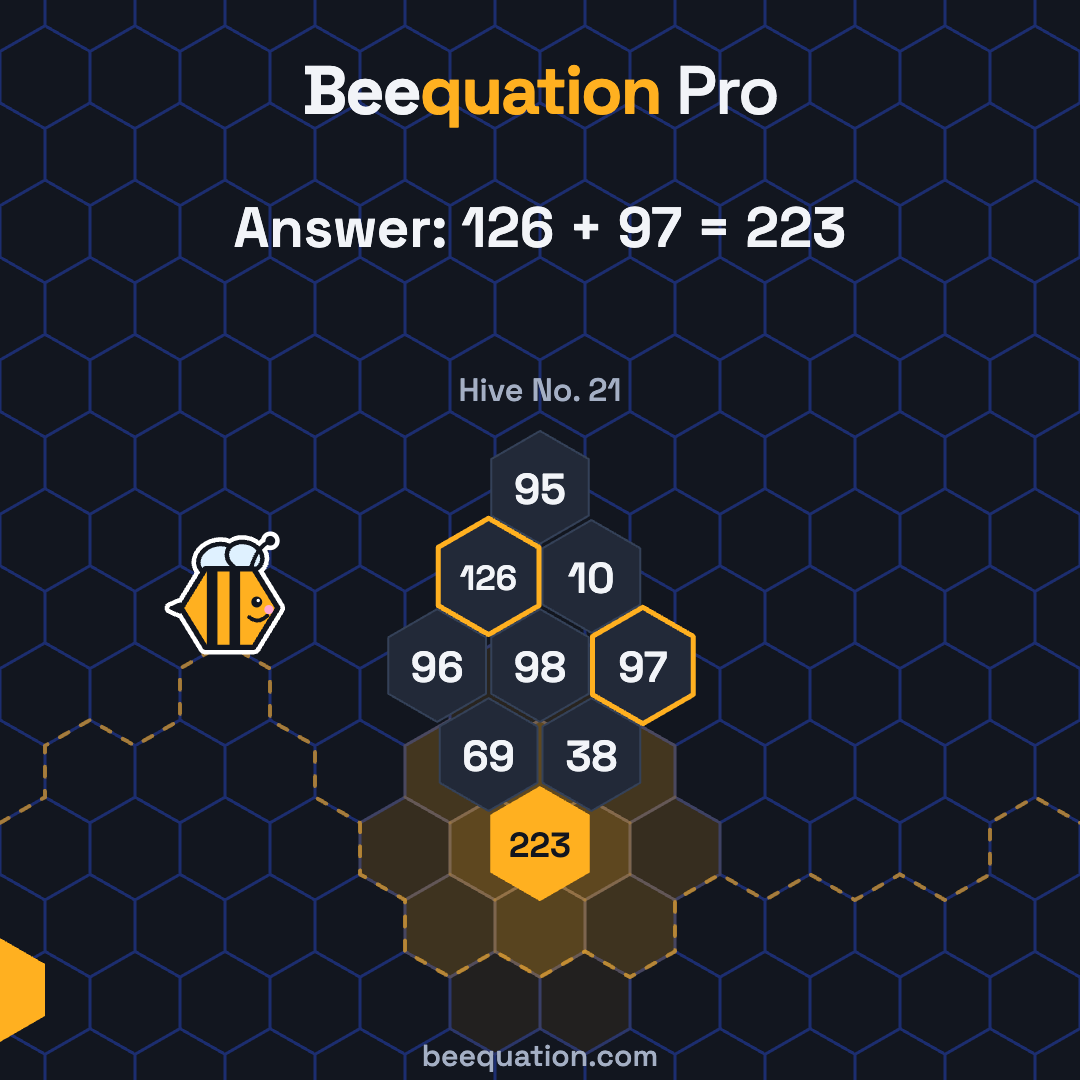 Beequation Pro
Answer: 126 + 97 = 223
Hive No. 21
95
126 10
96 98 97
69 38
223
beequation.com